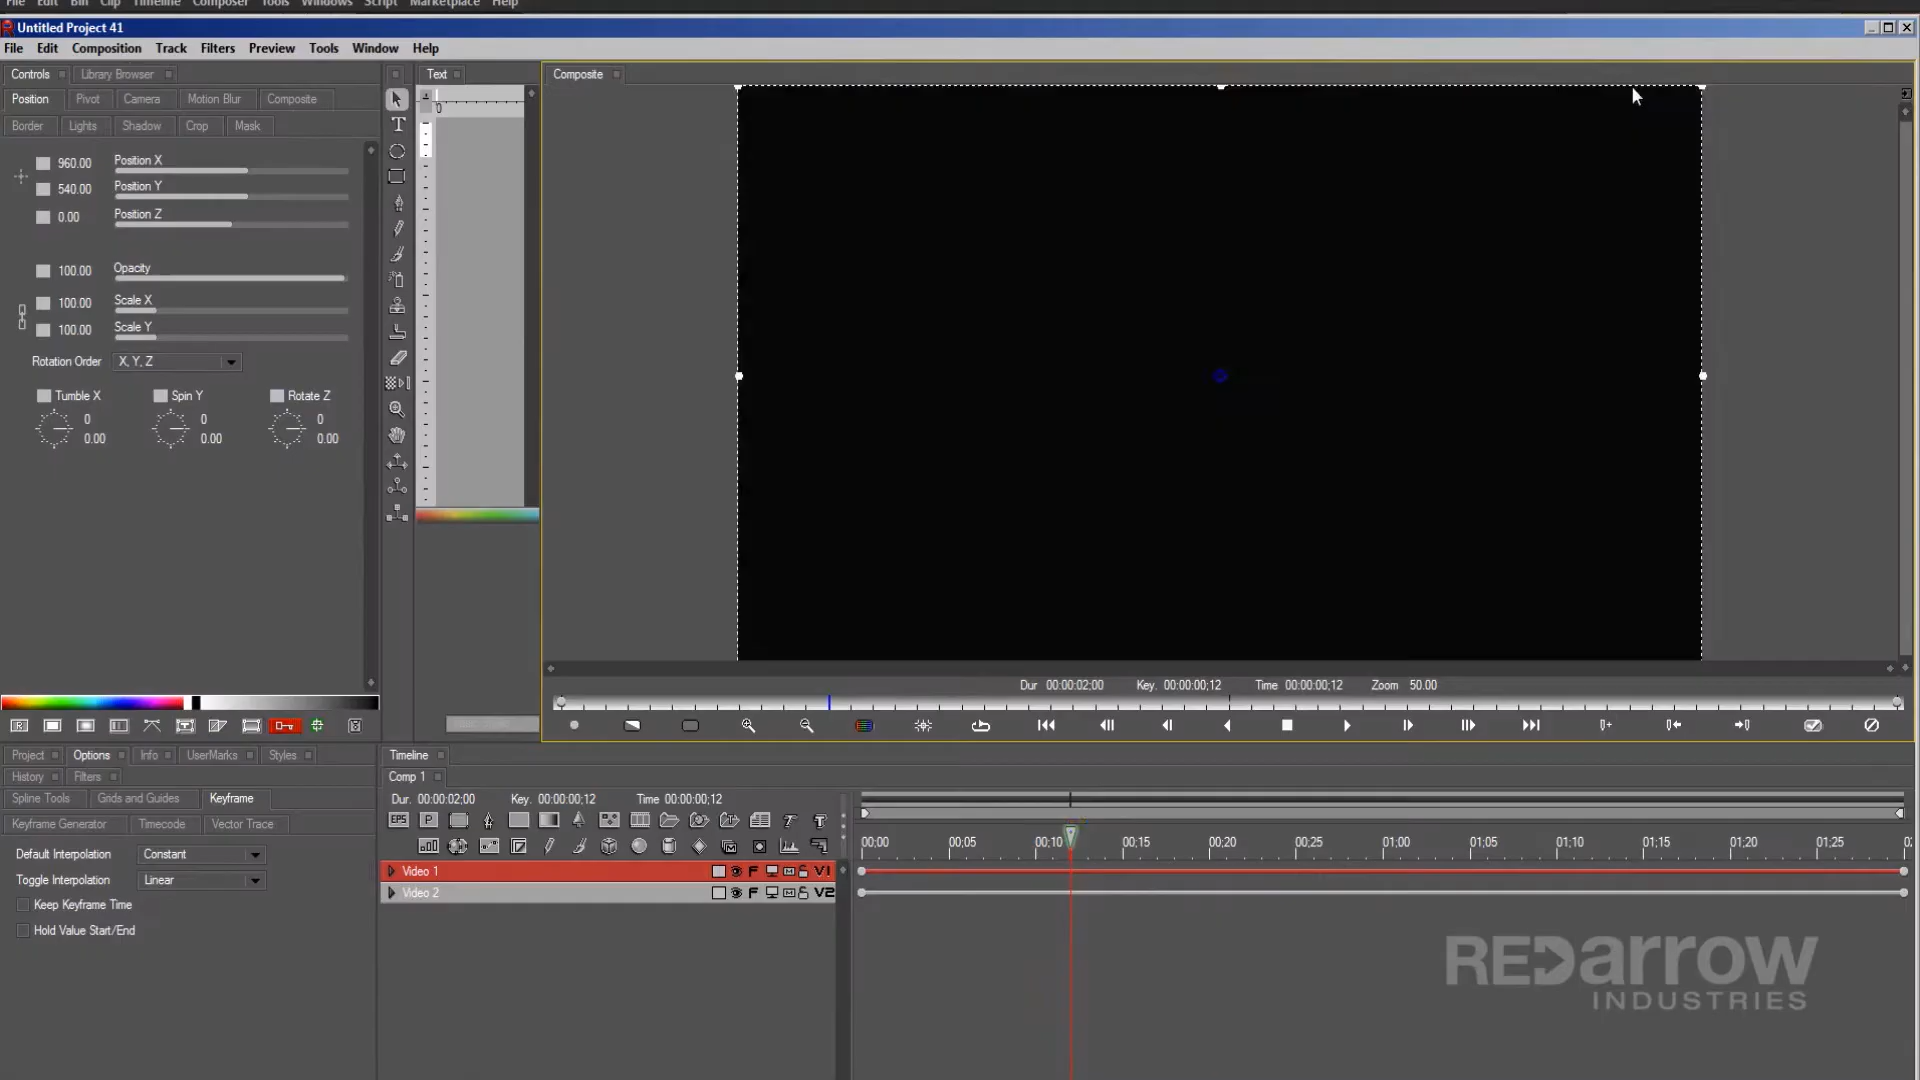 File Edit Bin Clip Timeline Composer Tools Windows Script Marketplace Help
Untitled Project 41
File Edit Composition Track Filters Preview Tools Window Help
Controls Library Browser Text Composite
Position Pivot Camera Motion Blur Composite
Border Lights Shadow Crop Mask
0
960.00 Position X
540.00 Position Y
0.00 Position Z
100.00 Opacity
100.00 Scale X
100.00 Scale Y
Rotation Order X, Y, Z
Tumble X Spin Y Rotate Z
0 0 0
0.00 0.00 0.00
Dur 00:00:02;00 Key. 00:00:00;12 Time 00:00:00;12 Zoom 50.00
Project Options Info UserMarks Styles
History Filters
Spline Tools Grids and Guides Keyframe
Keyframe Generator Timecode Vector Trace
Default Interpolation Constant
Toggle Interpolation Linear
Keep Keyframe Time
Hold Value Start/End
Timeline
Comp 1
Dur. 00:00:02;00 Key. 00:00:00;12 Time 00:00:00;12
EPS P
00;00 00;05 00;10 00;15 00;20 00;25 01;00 01;05 01;10 01;15 01;20 01;25
Video 1 F M V1
Video 2 F M V2
REDarrow
INDUSTRIES